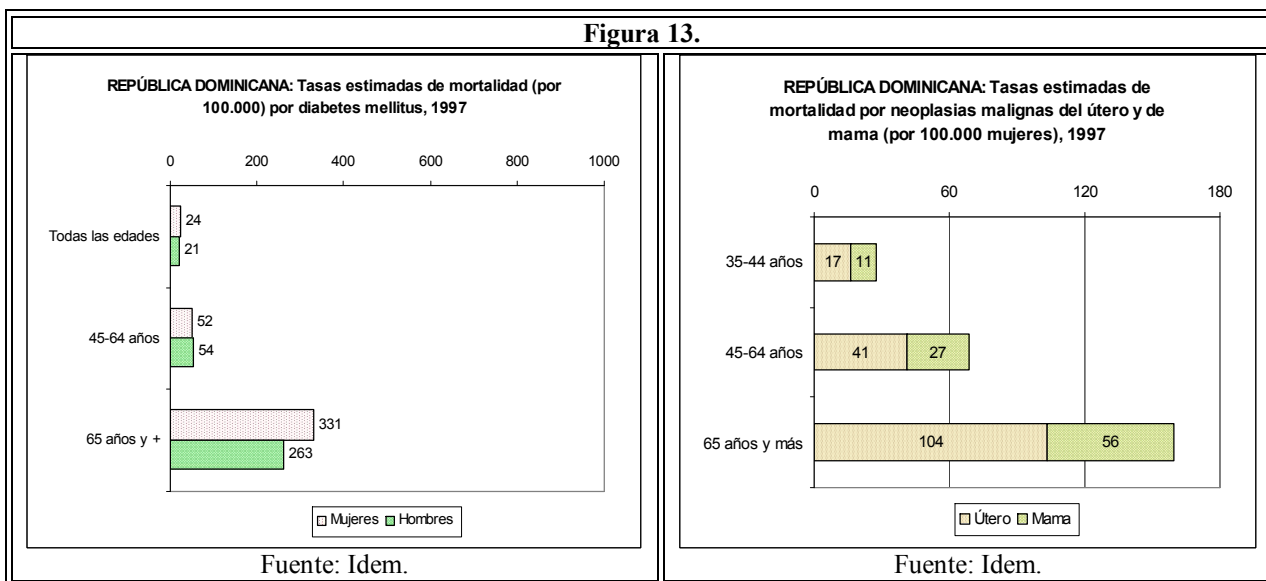 Figura 13.
REPÚBLICA DOMINICANA: Tasas estimadas de mortalidad (por
100.000) por diabetes mellitus, 1997
0 200 400 600 800 1000
Todas las edades
24
21
45-64 años
52
54
65 años y +
331
263
Mujeres Hombres
Fuente: Idem.
REPÚBLICA DOMINICANA: Tasas estimadas de
mortalidad por neoplasias malignas del útero y de
mama (por 100.000 mujeres), 1997
0 60 120 180
35-44 años 17 11
45-64 años 41 27
65 años y más 104 56
Útero Mama
Fuente: Idem.